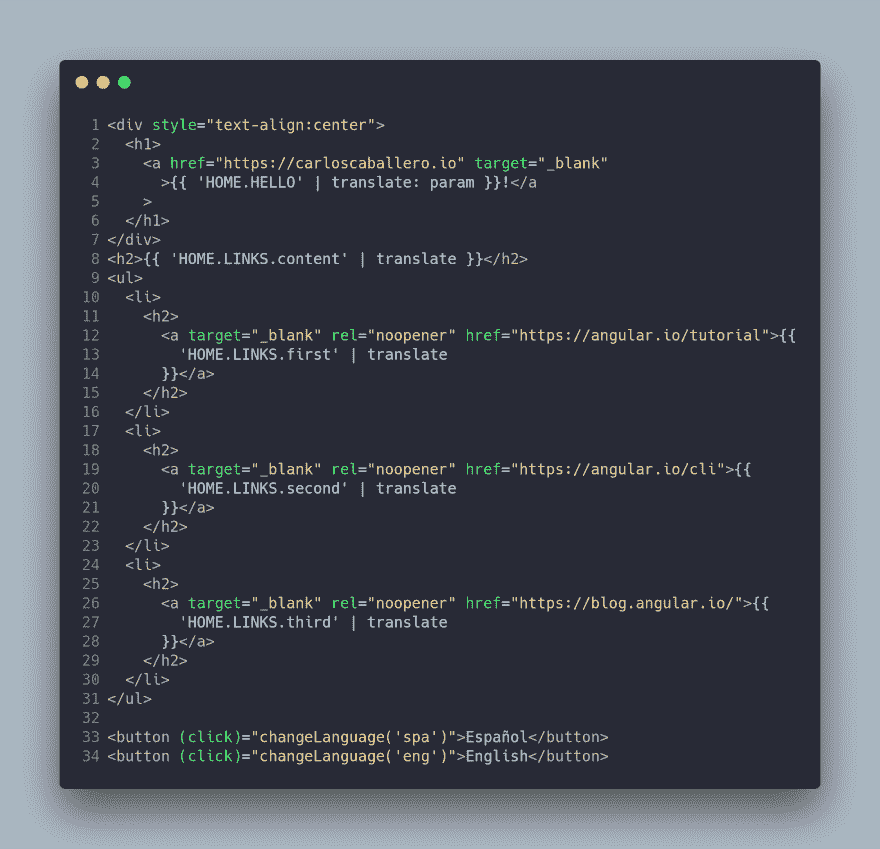 1 <div style="text-align:center">
2   <h1>
3     <a href="https://carloscaballero.io" target="_blank"
4       >{{ 'HOME.HELLO' | translate: param }}!</a
5     >
6   </h1>
7 </div>
8 <h2>{{ 'HOME.LINKS.content' | translate }}</h2>
9 <ul>
10   <li>
11     <h2>
12       <a target="_blank" rel="noopener" href="https://angular.io/tutorial">{{
13         'HOME.LINKS.first' | translate
14       }}</a>
15     </h2>
16   </li>
17   <li>
18     <h2>
19       <a target="_blank" rel="noopener" href="https://angular.io/cli">{{
20         'HOME.LINKS.second' | translate
21       }}</a>
22     </h2>
23   </li>
24   <li>
25     <h2>
26       <a target="_blank" rel="noopener" href="https://blog.angular.io/">{{
27         'HOME.LINKS.third' | translate
28       }}</a>
29     </h2>
30   </li>
31 </ul>
32
33 <button (click)="changeLanguage('spa')">Español</button>
34 <button (click)="changeLanguage('eng')">English</button>